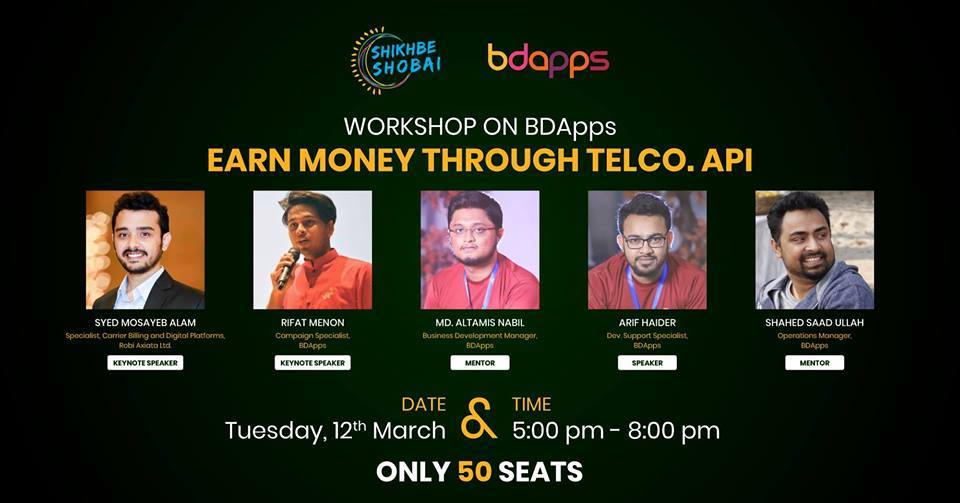 SHIKHBE
SHOBAI
bdapps
WORKSHOP ON BDApps
EARN MONEY THROUGH TELCO. API
SYED MOSAYEB ALAM
Specialist, Carrier Billing and Digital Platforms,
Robi Axiata Ltd.
KEYNOTE SPEAKER
RIFAT MENON
Campaign Specialist,
BDApps
KEYNOTE SPEAKER
MD. ALTAMIS NABIL
Business Development Manager,
BDApps
MENTOR
ARIF HAIDER
Dev. Support Specialist,
BDApps
SPEAKER
SHAHED SAAD ULLAH
Operations Manager,
BDApps
MENTOR
DATE & TIME
Tuesday, 12th March 5:00 pm - 8:00 pm
ONLY 50 SEATS